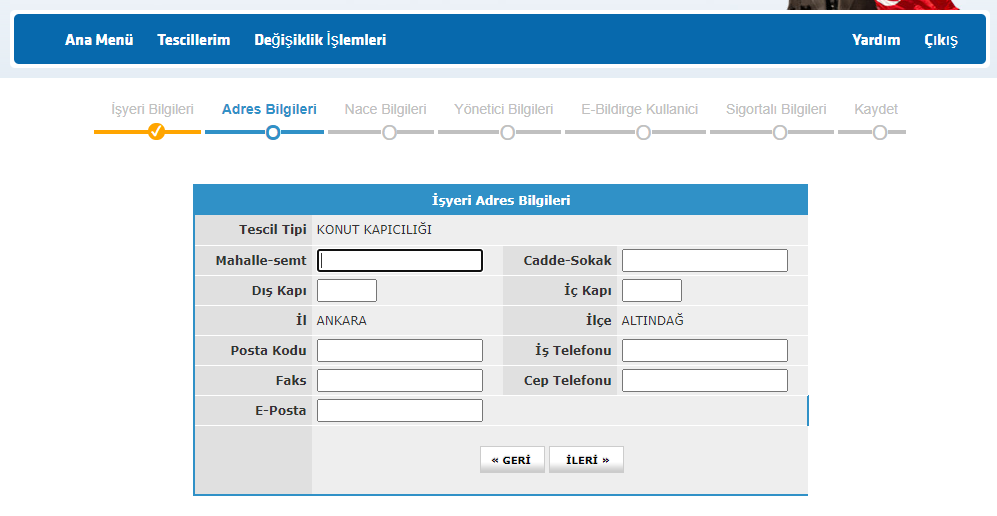 Ana Menü Tescillerim Değişiklik İşlemleri Yardım Çıkış
İşyeri Bilgileri Adres Bilgileri Nace Bilgileri Yönetici Bilgileri E-Bildirge Kullanici Sigortalı Bilgileri Kaydet
İşyeri Adres Bilgileri
Tescil Tipi KONUT KAPICILIĞI
Mahalle-semt Cadde-Sokak
Dış Kapı İç Kapı
İl ANKARA İlçe ALTINDAĞ
Posta Kodu İş Telefonu
Faks Cep Telefonu
E-Posta
« GERİ İLERİ »